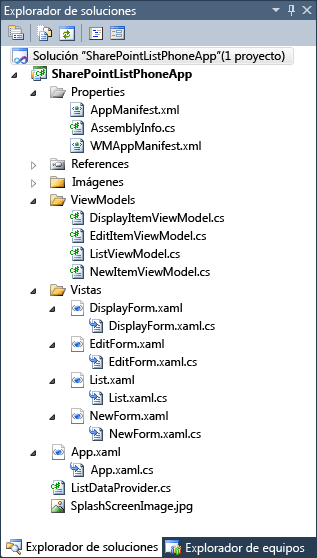 Explorador de soluciones
Solución "SharePointListPhoneApp"(1 proyecto)
SharePointListPhoneApp
Properties
AppManifest.xml
AssemblyInfo.cs
WMAppManifest.xml
References
Imágenes
ViewModels
DisplayItemViewModel.cs
EditItemViewModel.cs
ListViewModel.cs
NewItemViewModel.cs
Vistas
DisplayForm.xaml
DisplayForm.xaml.cs
EditForm.xaml
EditForm.xaml.cs
List.xaml
List.xaml.cs
NewForm.xaml
NewForm.xaml.cs
App.xaml
App.xaml.cs
ListDataProvider.cs
SplashScreenImage.jpg
Explorador de soluciones Explorador de equipos